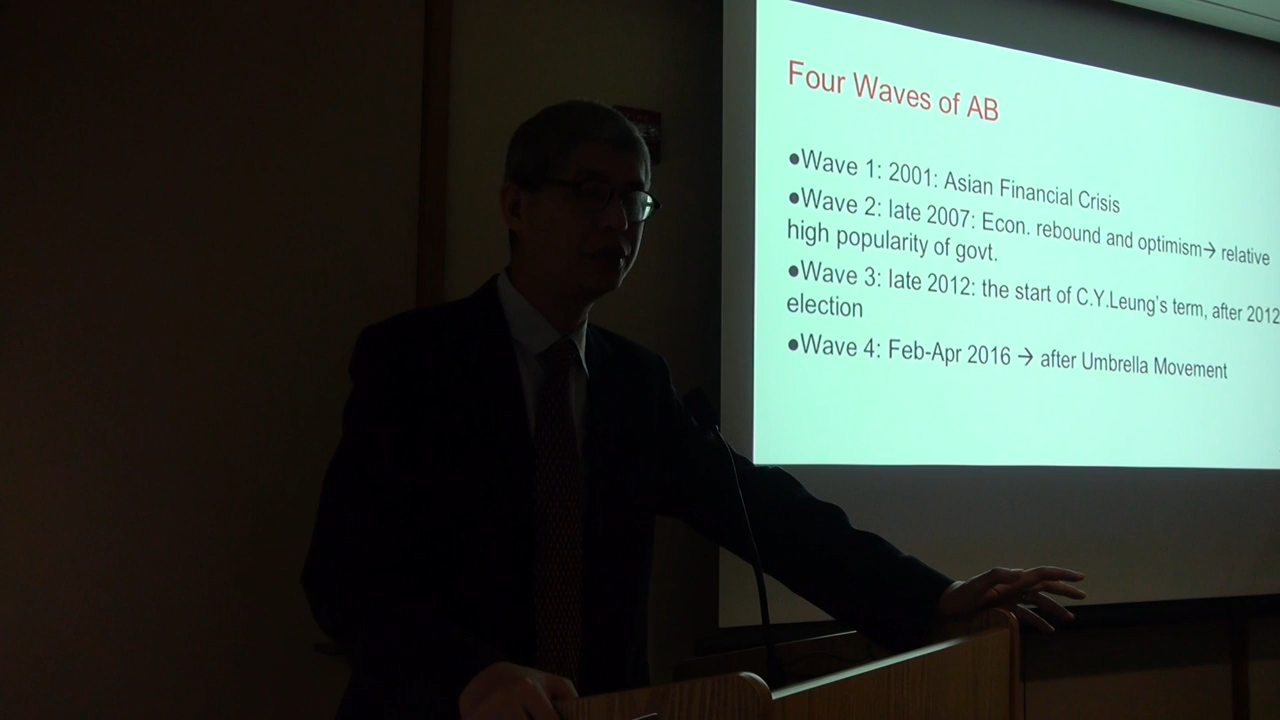 Four Waves of AB
●Wave 1: 2001: Asian Financial Crisis
●Wave 2: late 2007: Econ. rebound and optimism→ relative
high popularity of govt.
●Wave 3: late 2012: the start of C.Y.Leung's term, after 2012
election
●Wave 4: Feb-Apr 2016 → after Umbrella Movement